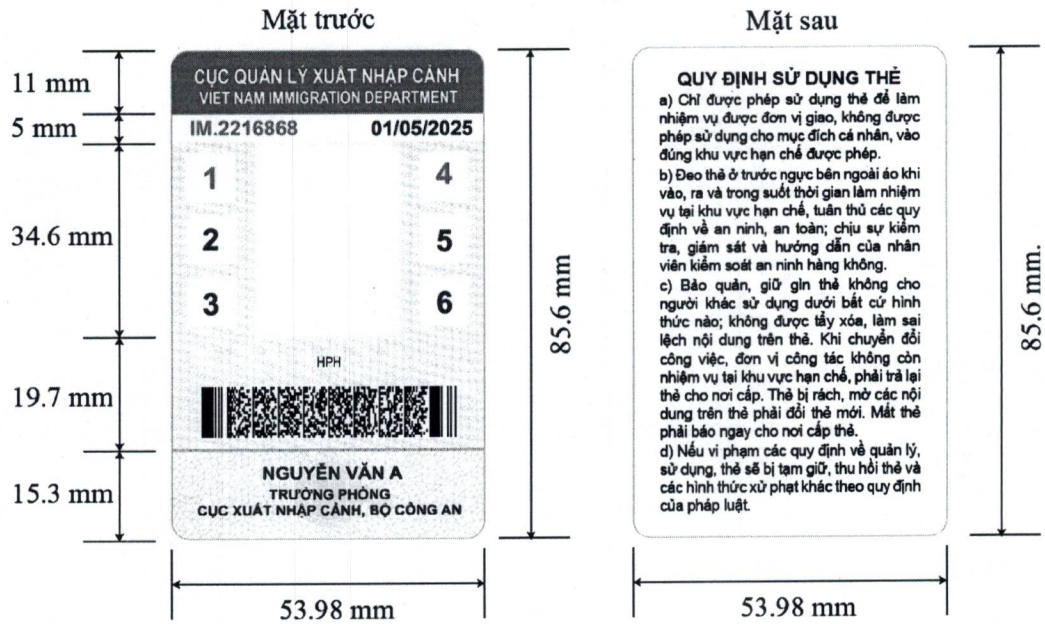 Mặt trước
Mặt sau
11 mm
5 mm
34.6 mm
19.7 mm
15.3 mm
CỤC QUẢN LÝ XUẤT NHẬP CẢNH
VIET NAM IMMIGRATION DEPARTMENT
IM.2216868 01/05/2025
1 4
2 5
3 6
HPH
NGUYỄN VĂN A
TRƯỞNG PHÒNG
CỤC XUẤT NHẬP CẢNH, BỘ CÔNG AN
85.6 mm
53.98 mm
QUY ĐỊNH SỬ DỤNG THẺ
a) Chỉ được phép sử dụng thẻ để làm
nhiệm vụ được đơn vị giao, không được
phép sử dụng cho mục đích cá nhân, vào
đúng khu vực hạn chế được phép.
b) Đeo thẻ ở trước ngực bên ngoài áo khi
vào, ra và trong suốt thời gian làm nhiệm
vụ tại khu vực hạn chế, tuân thủ các quy
định về an ninh, an toàn; chịu sự kiểm
tra, giám sát và hướng dẫn của nhân
viên kiểm soát an ninh hàng không.
c) Bảo quản, giữ gìn thẻ không cho
người khác sử dụng dưới bất cứ hình
thức nào; không được tẩy xóa, làm sai
lệch nội dung trên thẻ. Khi chuyển đổi
công việc, đơn vị công tác không còn
nhiệm vụ tại khu vực hạn chế, phải trả lại
thẻ cho nơi cấp. Thẻ bị rách, mờ các nội
dung trên thẻ phải đổi thẻ mới. Mất thẻ
phải báo ngay cho nơi cấp thẻ.
d) Nếu vi phạm các quy định về quản lý,
sử dụng, thẻ sẽ bị tạm giữ, thu hồi thẻ và
các hình thức xử phạt khác theo quy định
của pháp luật.
85.6 mm.
53.98 mm